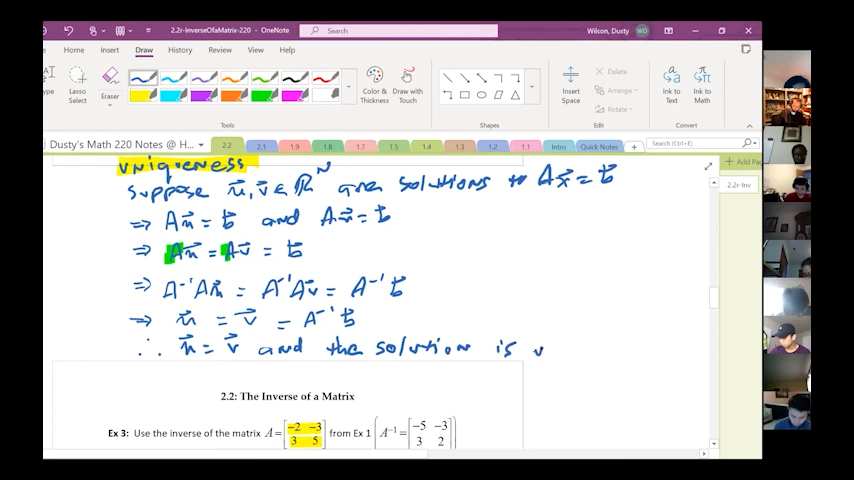 2.2r-InverseOfaMatrix-220 - OneNote
Search
Wilson, Dusty
WD
Home Insert Draw History Review View Help
Type
Lasso Select
Eraser
Color & Thickness
Draw with Touch
Insert Space
Delete
Arrange
Rotate
Ink to Text
Ink to Math
Tools Shapes Edit Convert
Dusty's Math 220 Notes @ H...
2.2 2.1 1.9 1.8 1.7 1.5 1.4 1.3 1.2 1.1 Intro Quick Notes +
Search (Ctrl+E)
Add Pag
2.2r-Inv
uniqueness
suppose u⃗, v⃗ ∈ ℝᴺ are solutions to Ax⃗ = b⃗
⇒ Au⃗ = b⃗ and Av⃗ = b⃗
⇒ Au⃗ = Av⃗ = b⃗
⇒ A⁻¹Au⃗ = A⁻¹Av⃗ = A⁻¹b⃗
⇒ u⃗ = v⃗ = A⁻¹b⃗
∴ u⃗ = v⃗ and the solution is
2.2: The Inverse of a Matrix
Ex 3: Use the inverse of the matrix A = [−2 −3; 3 5] from Ex 1 (A⁻¹ = [−5 −3; 3 2])